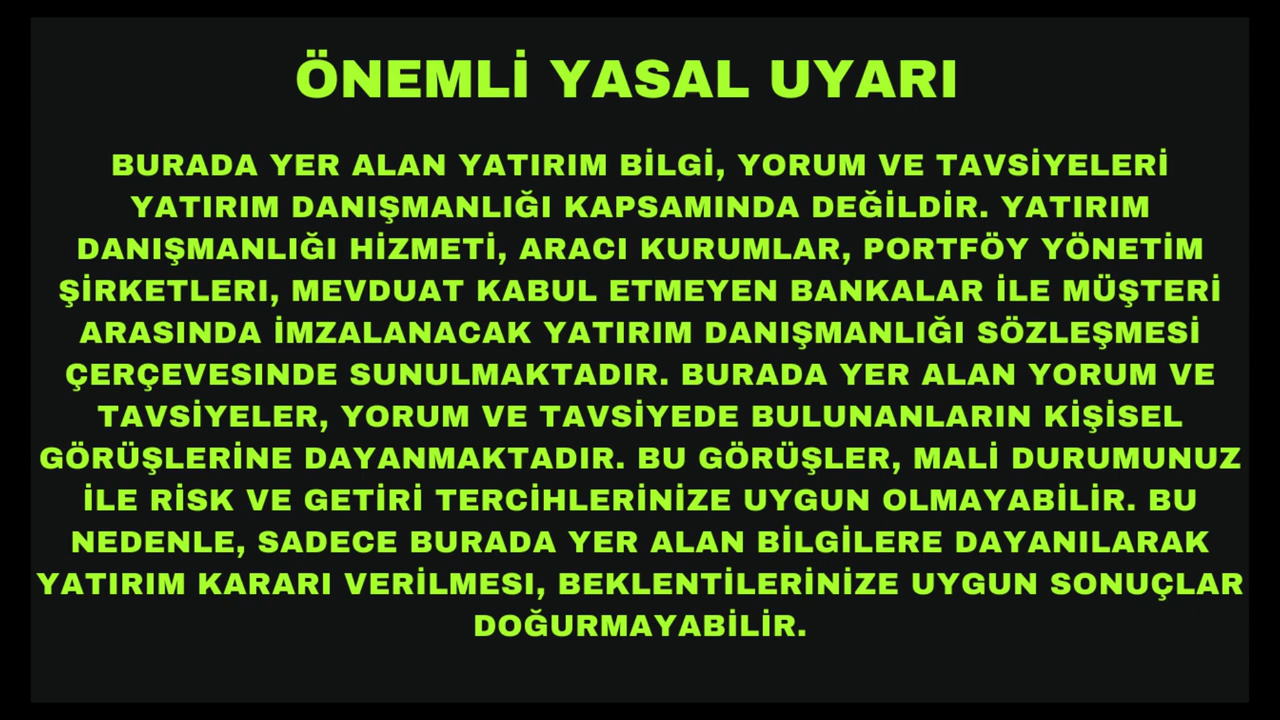 ÖNEMLİ YASAL UYARI
BURADA YER ALAN YATIRIM BİLGİ, YORUM VE TAVSİYELERİ
YATIRIM DANIŞMANLIĞI KAPSAMINDA DEĞİLDİR. YATIRIM
DANIŞMANLIĞI HİZMETİ, ARACI KURUMLAR, PORTFÖY YÖNETİM
ŞİRKETLERI, MEVDUAT KABUL ETMEYEN BANKALAR İLE MÜŞTERİ
ARASINDA İMZALANACAK YATIRIM DANIŞMANLIĞI SÖZLEŞMESİ
ÇERÇEVESINDE SUNULMAKTADIR. BURADA YER ALAN YORUM VE
TAVSİYELER, YORUM VE TAVSİYEDE BULUNANLARIN KİŞİSEL
GÖRÜŞLERİNE DAYANMAKTADIR. BU GÖRÜŞLER, MALİ DURUMUNUZ
İLE RİSK VE GETİRİ TERCİHLERİNİZE UYGUN OLMAYABİLİR. BU
NEDENLE, SADECE BURADA YER ALAN BİLGİLERE DAYANILARAK
YATIRIM KARARI VERİLMESI, BEKLENTİLERİNİZE UYGUN SONUÇLAR
DOĞURMAYABİLİR.